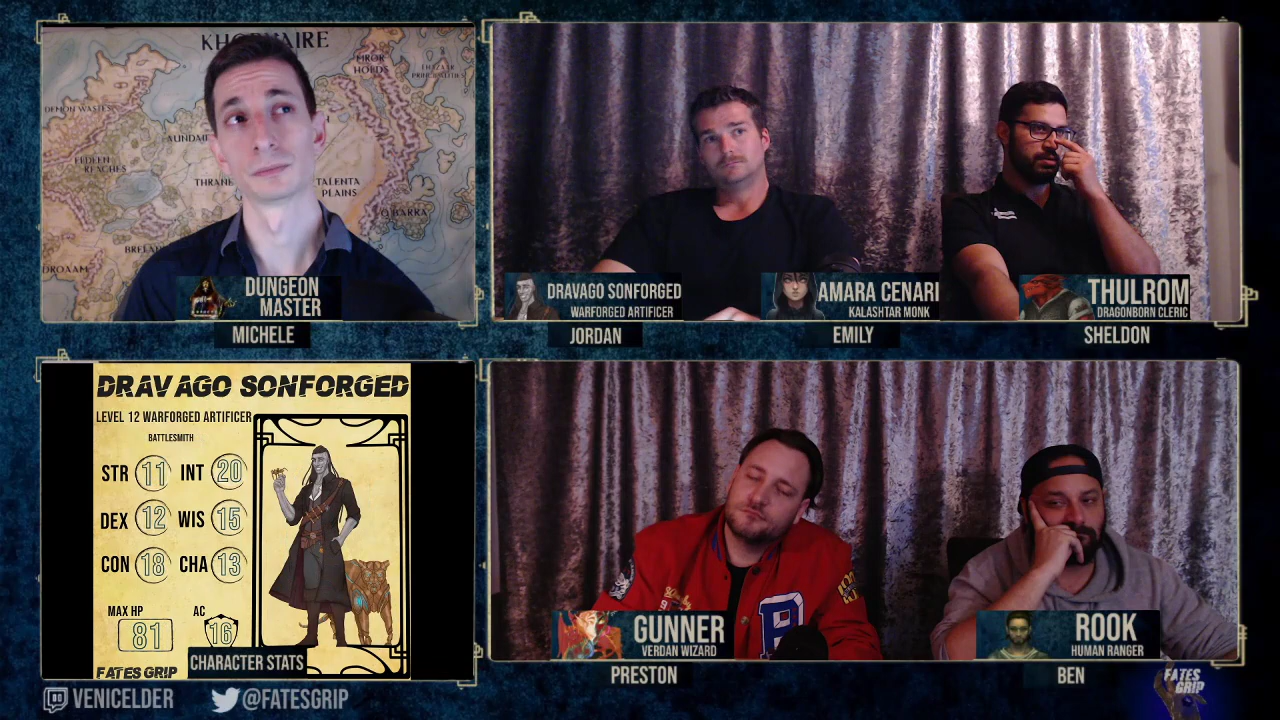 KHORVAIRE
DEMON WASTES
EIROR HOLDS
AUNDAI
ELDEEN REACHES
THRANE
TALENTA PLAINS
Q'BARRA
DROAAM
DUNGEON
MASTER
MICHELE
DRAVAGO SONFORGED
WARFORGED ARTIFICER
JORDAN
AMARA CENARI
KALASHTAR MONK
EMILY
THULROM
DRAGONBORN CLERIC
SHELDON
DRAVAGO SONFORGED
LEVEL 12 WARFORGED ARTIFICER
BATTLESMITH
STR 11 INT 20
DEX 12 WIS 15
CON 18 CHA 13
MAX HP AC
81 16
FATES GRIP
CHARACTER STATS
GUNNER
VERDAN WIZARD
PRESTON
ROOK
HUMAN RANGER
BEN
VENICELDER @FATESGRIP
FATES
GRIP